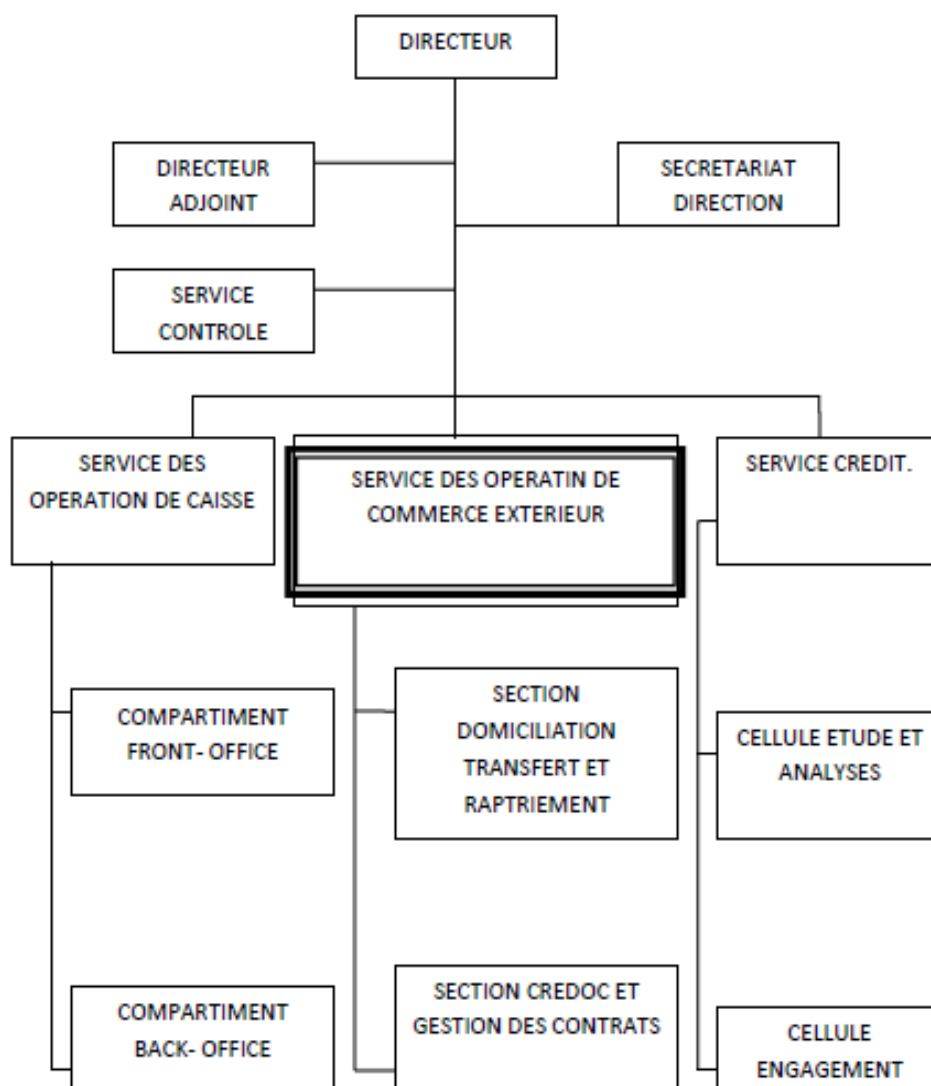 DIRECTEUR
DIRECTEUR
ADJOINT
SECRETARIAT
DIRECTION
SERVICE
CONTROLE
SERVICE DES
OPERATION DE CAISSE
SERVICE DES OPERATIN DE
COMMERCE EXTERIEUR
SERVICE CREDIT.
COMPARTIMENT
FRONT- OFFICE
SECTION
DOMICILIATION
TRANSFERT ET
RAPTRIEMENT
CELLULE ETUDE ET
ANALYSES
COMPARTIMENT
BACK- OFFICE
SECTION CREDOC ET
GESTION DES CONTRATS
CELLULE
ENGAGEMENT